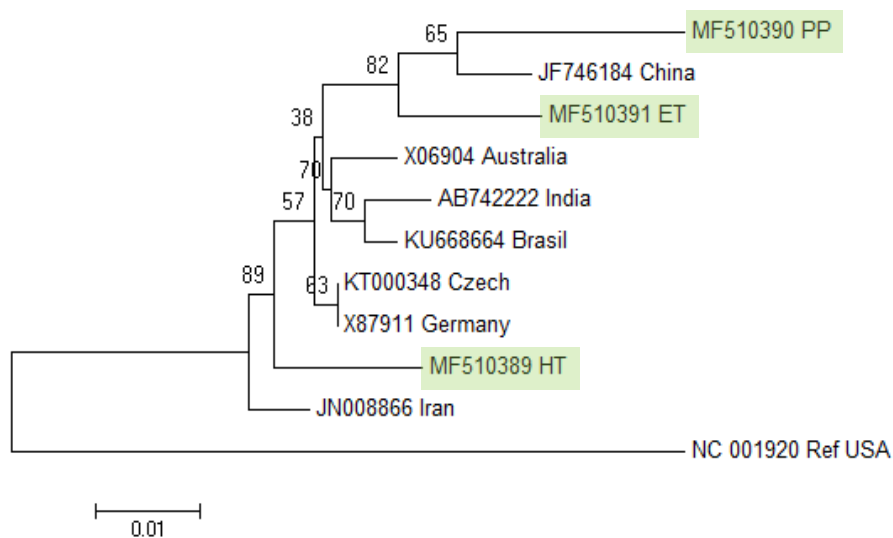 65
MF510390 PP
82
JF746184 China
38
MF510391 ET
70
X06904 Australia
57
70
AB742222 India
KU668664 Brasil
89
63
KT000348 Czech
X87911 Germany
MF510389 HT
JN008866 Iran
NC 001920 Ref USA
0.01